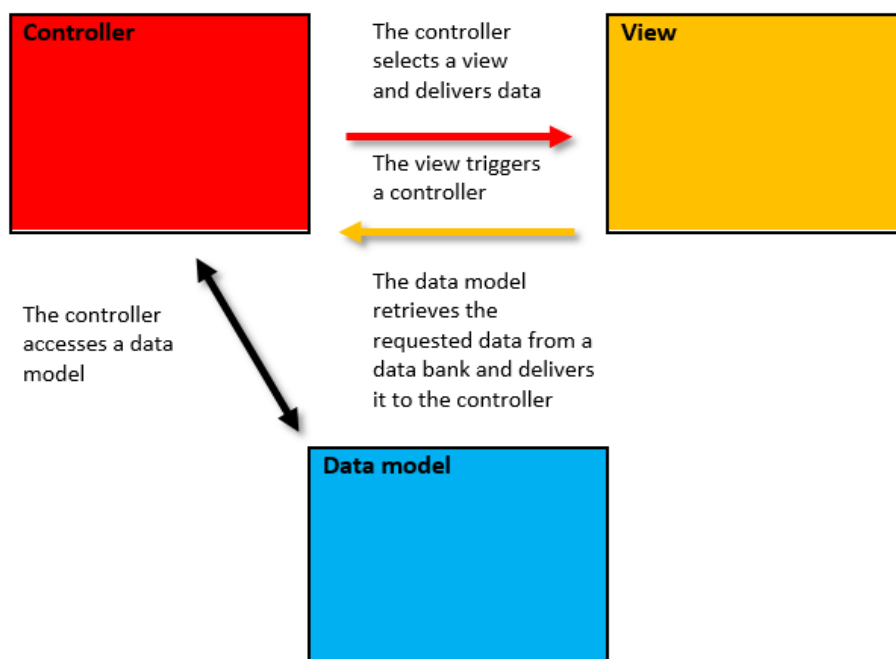 Controller
The controller
selects a view
and delivers data
View
The view triggers
a controller
The controller
accesses a data
model
The data model
retrieves the
requested data from a
data bank and delivers
it to the controller
Data model